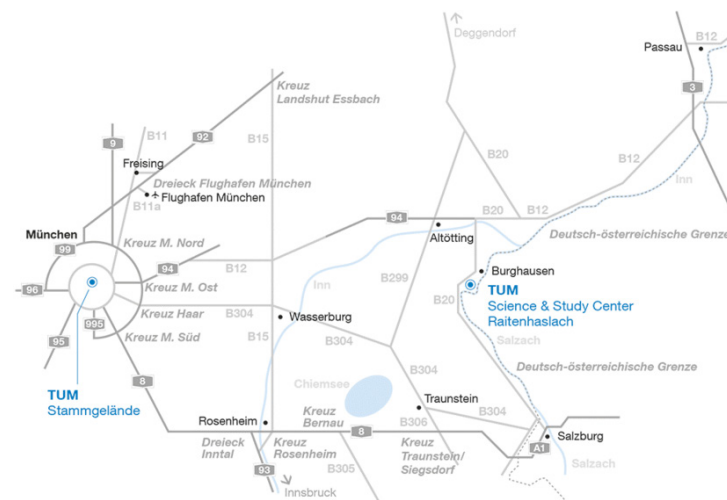 Deggendorf
B12
Passau
3
Kreuz
Landshut Essbach
9
B11
92
B15
B20
B12
Freising
Dreieck Flughafen München
B11a
Flughafen München
Inn
München
99
Kreuz M. Nord
94
B20
B12
Altötting
Deutsch-österreichische Grenze
94
B12
96
Kreuz M. Ost
Inn
B299
Burghausen
TUM
Science & Study Center
Raitenhaslach
B20
Kreuz Haar
B304
Wasserburg
995
Kreuz M. Süd
95
B15
B304
Salzach
8
Deutsch-österreichische Grenze
B304
Chiemsee
TUM
Stammgelände
Traunstein
B304
Rosenheim
Kreuz
Bernau
B306
8
Salzburg
Dreieck
Inntal
Kreuz
Rosenheim
Kreuz
Traunstein/
Siegsdorf
A1
93
B305
Salzach
Innsbruck